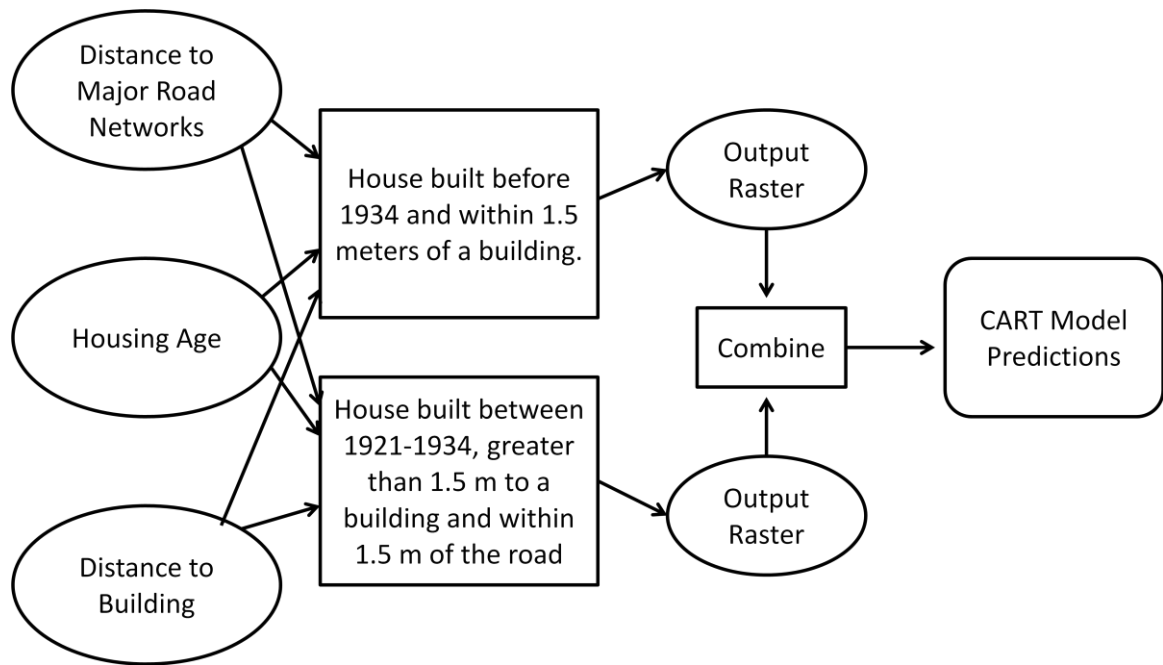 Distance to
Major Road
Networks
Housing Age
Distance to
Building
House built before
1934 and within 1.5
meters of a building.
House built between
1921-1934, greater
than 1.5 m to a
building and within
1.5 m of the road
Output
Raster
Combine
Output
Raster
CART Model
Predictions